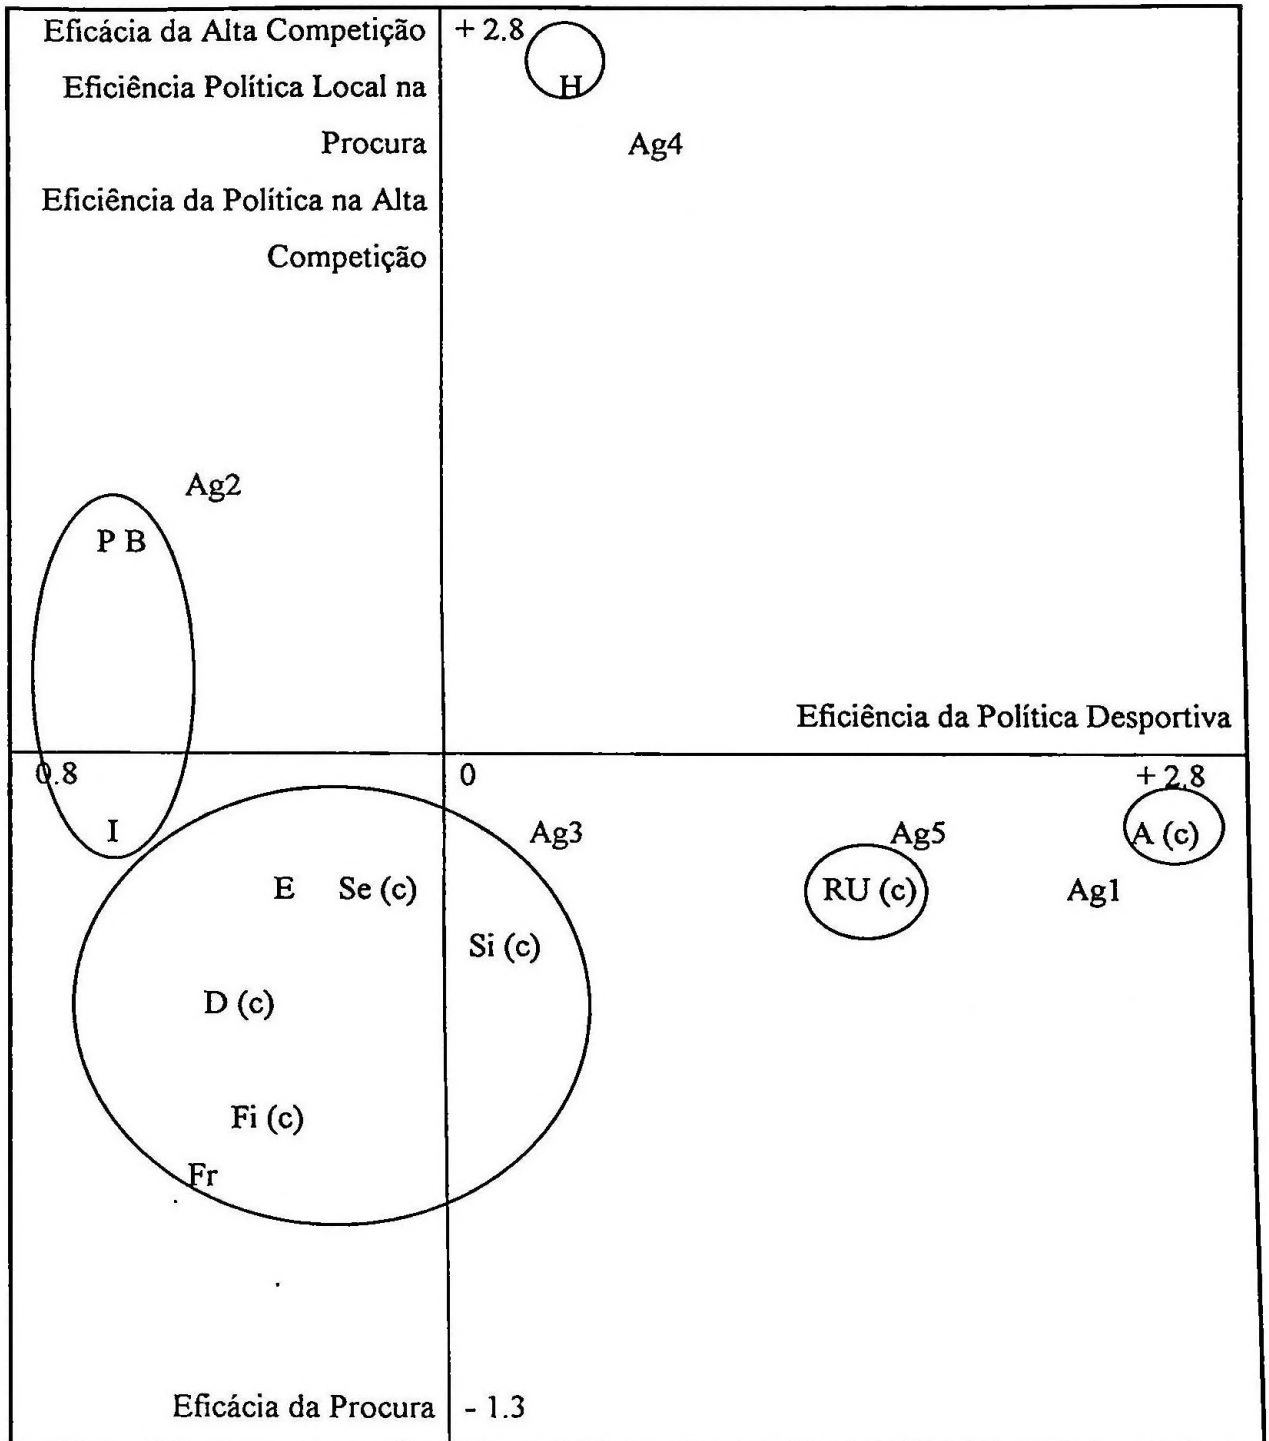 Eficácia da Alta Competição + 2.8
Eficiência Política Local na H
Procura Ag4
Eficiência da Política na Alta
Competição
Ag2
P B
Eficiência da Política Desportiva
0.8 0 + 2.8
I Ag3 Ag5 A (c)
E Se (c) RU (c) Ag1
Si (c)
D (c)
Fi (c)
Fr
Eficácia da Procura - 1.3